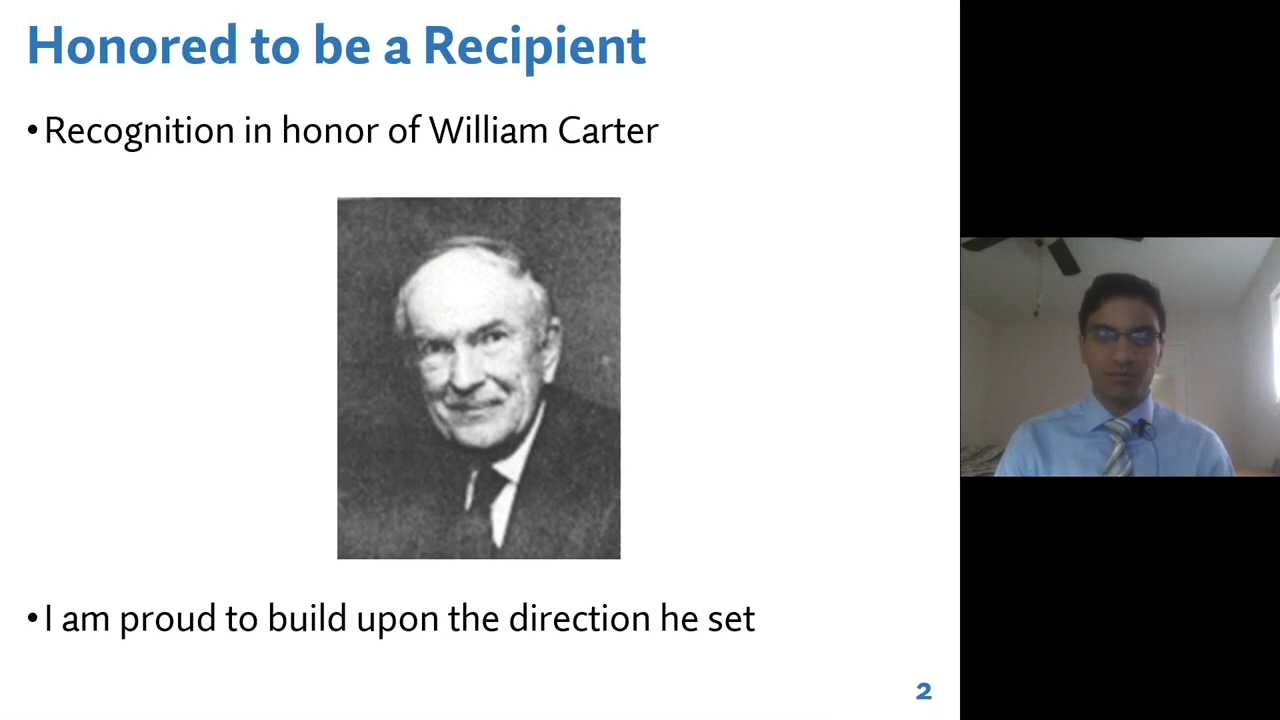 Honored to be a Recipient
•Recognition in honor of William Carter
•I am proud to build upon the direction he set
2